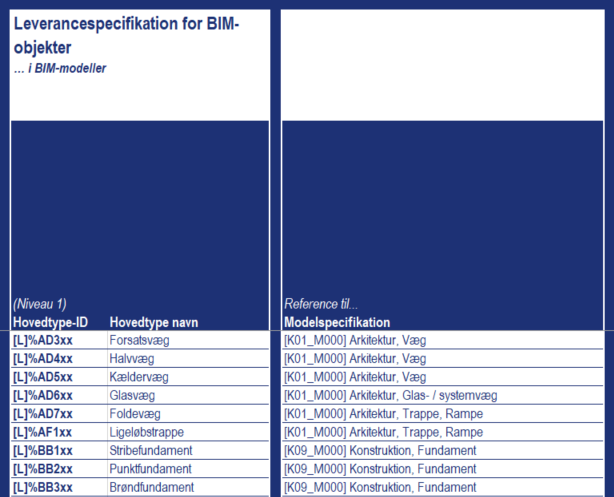 Leverancespecifikation for BIM-
objekter
... i BIM-modeller
(Niveau 1)
Reference til...
Hovedtype-ID Hovedtype navn Modelspecifikation
[L]%AD3xx Forsatsvæg [K01_M000] Arkitektur, Væg
[L]%AD4xx Halvvæg [K01_M000] Arkitektur, Væg
[L]%AD5xx Kældervæg [K01_M000] Arkitektur, Væg
[L]%AD6xx Glasvæg [K01_M000] Arkitektur, Glas- / systemvæg
[L]%AD7xx Foldevæg [K01_M000] Arkitektur, Trappe, Rampe
[L]%AF1xx Ligeløbstrappe [K01_M000] Arkitektur, Trappe, Rampe
[L]%BB1xx Stribefundament [K09_M000] Konstruktion, Fundament
[L]%BB2xx Punktfundament [K09_M000] Konstruktion, Fundament
[L]%BB3xx Brøndfundament [K09_M000] Konstruktion, Fundament